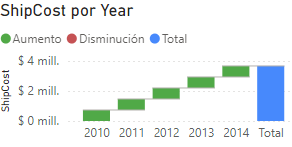 ShipCost por Year
Aumento Disminución Total
ShipCost
$ 4 mill.
$ 2 mill.
$ 0 mill.
2010 2011 2012 2013 2014 Total